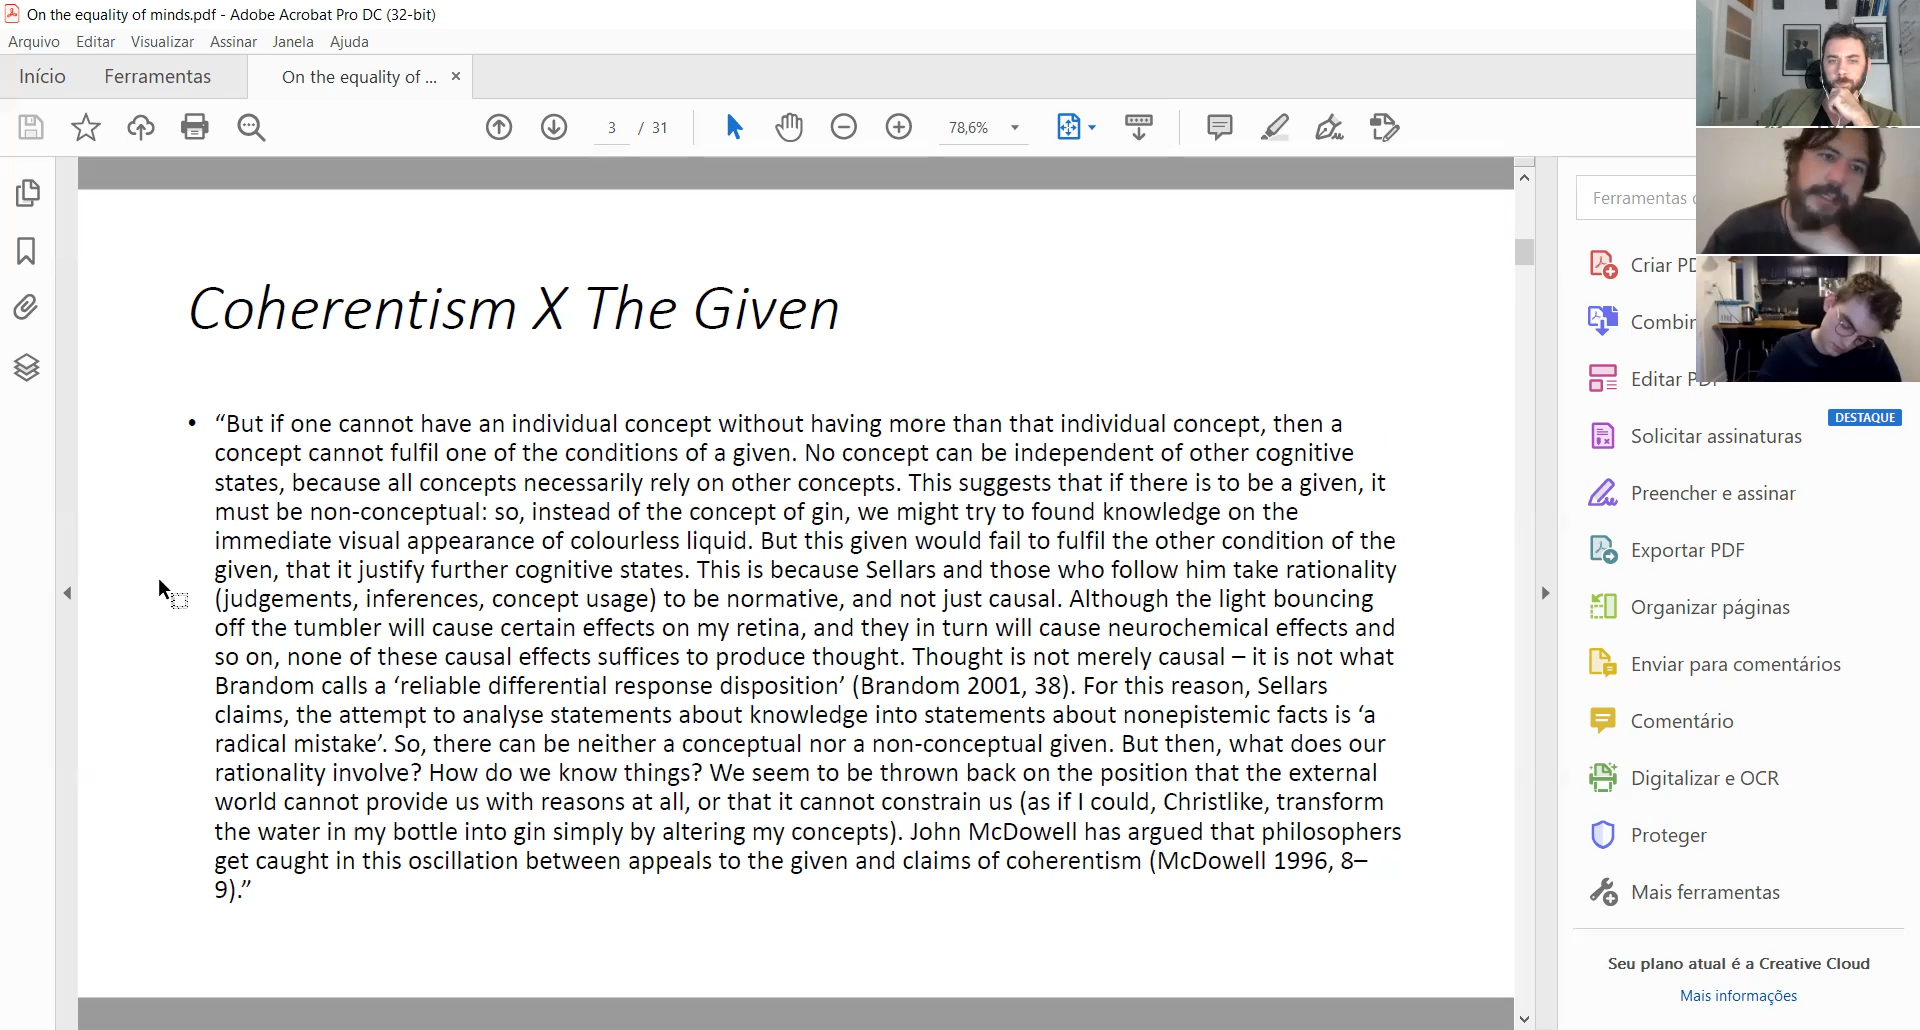 On the equality of minds.pdf - Adobe Acrobat Pro DC (32-bit)
Arquivo Editar Visualizar Assinar Janela Ajuda
Início Ferramentas On the equality of ... ×
3 / 31 78,6%
Ferramentas
Coherentism X The Given
• “But if one cannot have an individual concept without having more than that individual concept, then a
concept cannot fulfil one of the conditions of a given. No concept can be independent of other cognitive
states, because all concepts necessarily rely on other concepts. This suggests that if there is to be a given, it
must be non-conceptual: so, instead of the concept of gin, we might try to found knowledge on the
immediate visual appearance of colourless liquid. But this given would fail to fulfil the other condition of the
given, that it justify further cognitive states. This is because Sellars and those who follow him take rationality
(judgements, inferences, concept usage) to be normative, and not just causal. Although the light bouncing
off the tumbler will cause certain effects on my retina, and they in turn will cause neurochemical effects and
so on, none of these causal effects suffices to produce thought. Thought is not merely causal – it is not what
Brandom calls a ‘reliable differential response disposition’ (Brandom 2001, 38). For this reason, Sellars
claims, the attempt to analyse statements about knowledge into statements about nonepistemic facts is ‘a
radical mistake’. So, there can be neither a conceptual nor a non-conceptual given. But then, what does our
rationality involve? How do we know things? We seem to be thrown back on the position that the external
world cannot provide us with reasons at all, or that it cannot constrain us (as if I could, Christlike, transform
the water in my bottle into gin simply by altering my concepts). John McDowell has argued that philosophers
get caught in this oscillation between appeals to the given and claims of coherentism (McDowell 1996, 8–
9).”
Criar PD
Combin
Editar PDF
DESTAQUE
Solicitar assinaturas
Preencher e assinar
Exportar PDF
Organizar páginas
Enviar para comentários
Comentário
Digitalizar e OCR
Proteger
Mais ferramentas
Seu plano atual é a Creative Cloud
Mais informações